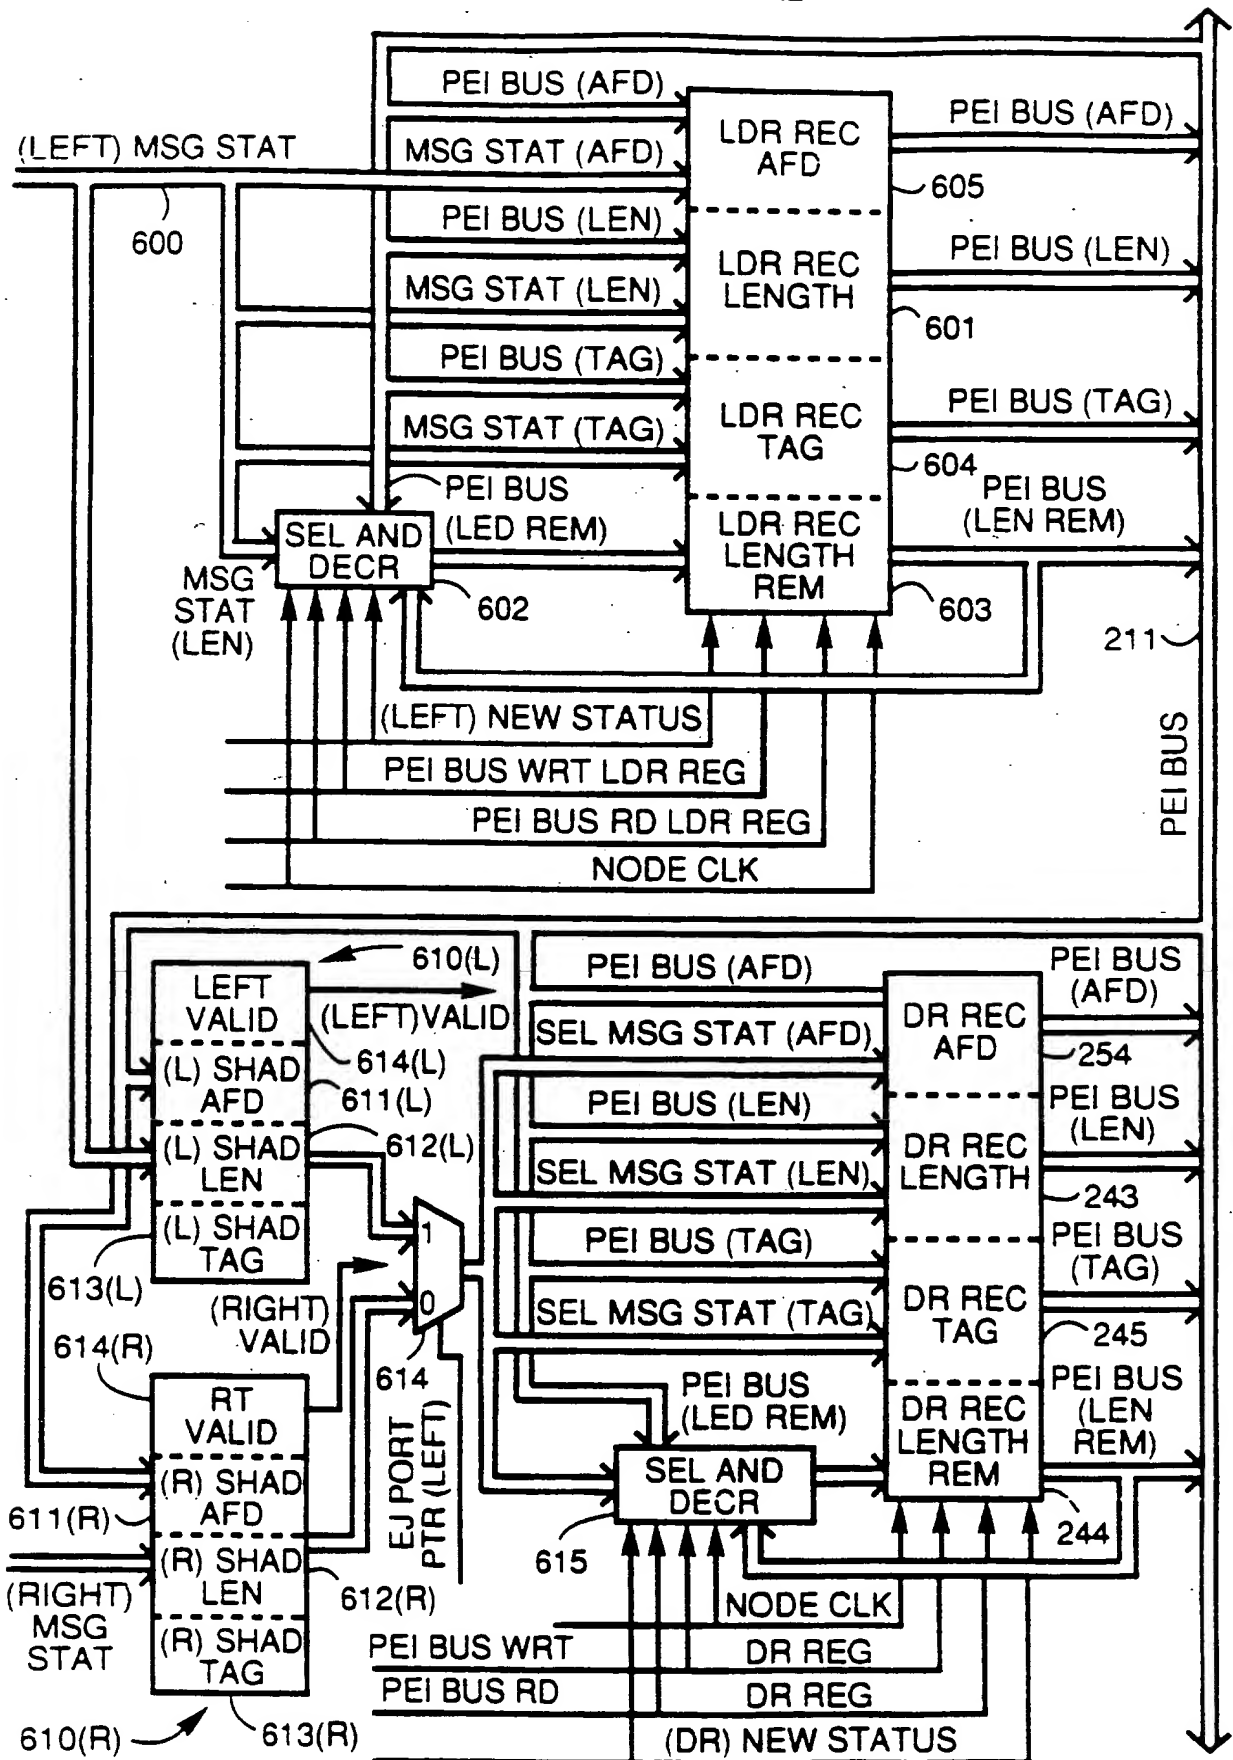 PEI BUS (AFD)
(LEFT) MSG STAT
MSG STAT (AFD)
LDR REC
AFD
PEI BUS (AFD)
605
600
PEI BUS (LEN)
LDR REC
LENGTH
PEI BUS (LEN)
MSG STAT (LEN)
601
PEI BUS (TAG)
LDR REC
TAG
PEI BUS (TAG)
MSG STAT (TAG)
604
PEI BUS
(LED REM)
PEI BUS
(LEN REM)
SEL AND
DECR
LDR REC
LENGTH
REM
MSG
STAT
(LEN)
602
603
211
(LEFT) NEW STATUS
PEI BUS
PEI BUS WRT LDR REG
PEI BUS RD LDR REG
NODE CLK
610(L)
LEFT
VALID
(LEFT)VALID
614(L)
(L) SHAD
AFD
611(L)
(L) SHAD
LEN
612(L)
(L) SHAD
TAG
613(L)
1
0
614
(RIGHT)
VALID
614(R)
RT
VALID
(R) SHAD
AFD
611(R)
(R) SHAD
LEN
612(R)
(RIGHT)
MSG
STAT
(R) SHAD
TAG
610(R)
613(R)
EJ PORT
PTR (LEFT)
PEI BUS (AFD)
SEL MSG STAT (AFD)
DR REC
AFD
PEI BUS
(AFD)
254
PEI BUS (LEN)
SEL MSG STAT (LEN)
DR REC
LENGTH
PEI BUS
(LEN)
243
PEI BUS (TAG)
SEL MSG STAT (TAG)
DR REC
TAG
PEI BUS
(TAG)
245
PEI BUS
(LED REM)
SEL AND
DECR
615
DR REC
LENGTH
REM
PEI BUS
(LEN
REM)
244
NODE CLK
PEI BUS WRT DR REG
PEI BUS RD DR REG
(DR) NEW STATUS